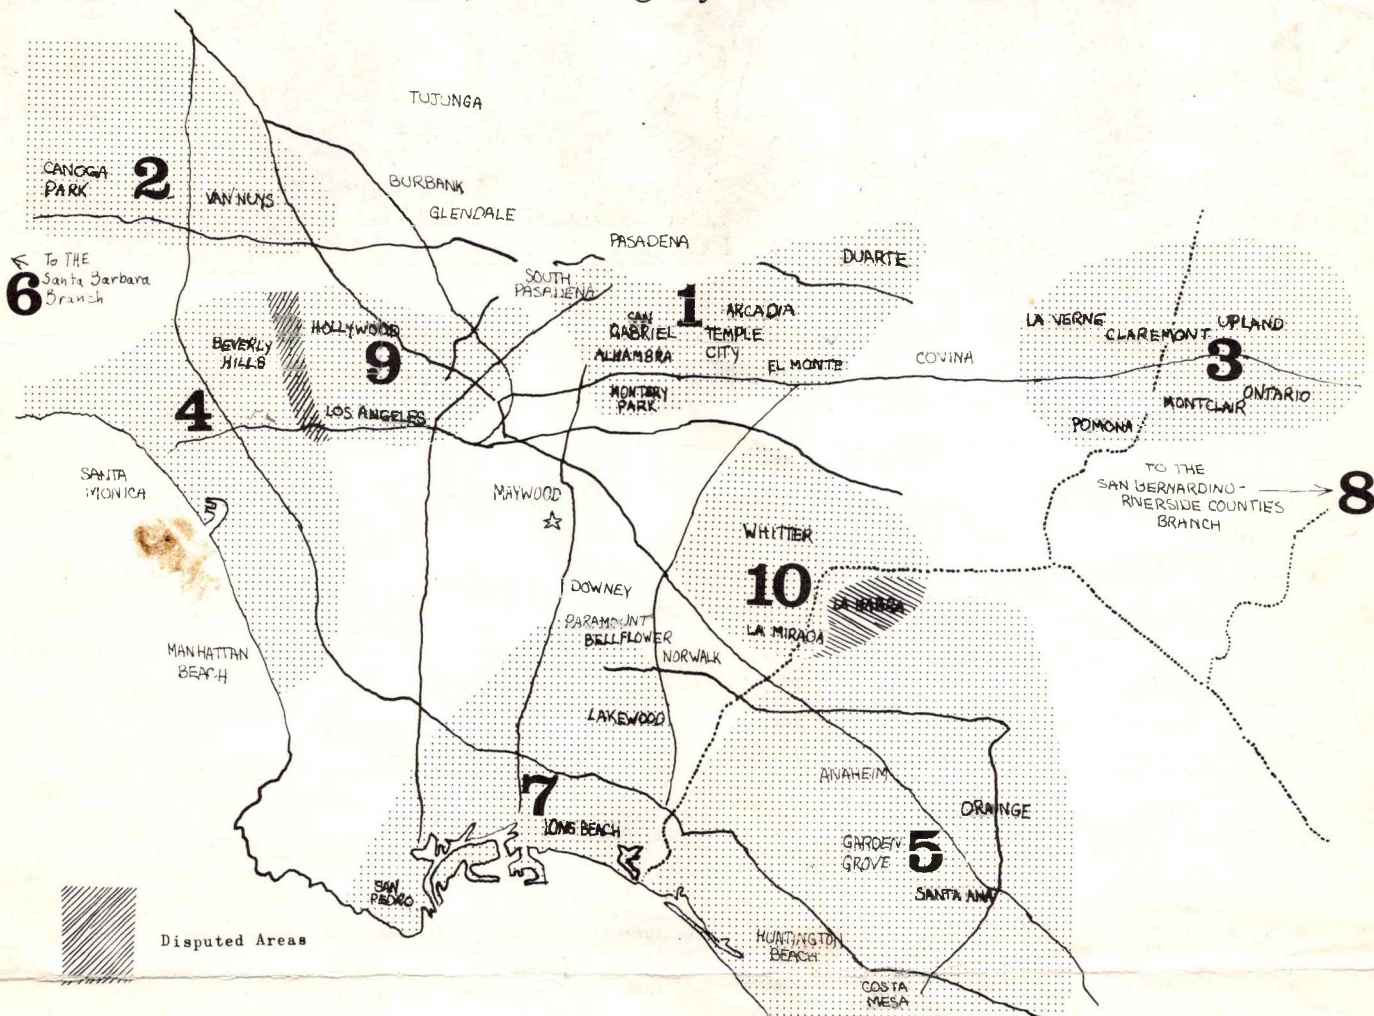 TUJUNGA
CANOGA
PARK
2
VAN NUYS
BURBANK
GLENDALE
6
TO THE
Santa Barbara
Branch
PASADENA
SOUTH
PASADENA
DUARTE
1
SAN
GABRIEL
ARCADIA
TEMPLE
CITY
ALHAMBRA
EL MONTE
MONTERY
PARK
COVINA
LA VERNE
CLAREMONT
UPLAND
3
ONTARIO
MONTCLAIR
POMONA
HOLLYWOOD
BEVERLY
HILLS
9
4
LOS ANGELES
SANTA
MONICA
MAYWOOD
TO THE
SAN BERNARDINO-
RIVERSIDE COUNTIES
BRANCH
8
WHITTER
10
LA HABRA
LA MIRADA
DOWNEY
PARAMOUNT
BELLFLOWER
NORWALK
MANHATTAN
BEACH
LAKEWOOD
7
LONG BEACH
SAN
PEDRO
ANAHEIM
ORAINGE
GARDEN
GROVE
5
SANTA ANA
HUNTINGTON
BEACH
COSTA
MESA
Disputed Areas